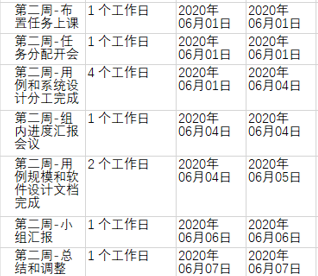 第二周-布
置任务上课
1 个工作日
2020年
06月01日
2020年
06月01日
第二周-任
务分配开会
1 个工作日
2020年
06月01日
2020年
06月01日
第二周-用
例和系统设
计分工完成
4 个工作日
2020年
06月01日
2020年
06月04日
第二周-组
内进度汇报
会议
1 个工作日
2020年
06月04日
2020年
06月04日
第二周-用
例规模和软
件设计文档
完成
2 个工作日
2020年
06月04日
2020年
06月05日
第二周-小
组汇报
1 个工作日
2020年
06月06日
2020年
06月06日
第二周-总
结和调整
1 个工作日
2020年
06月07日
2020年
06月07日